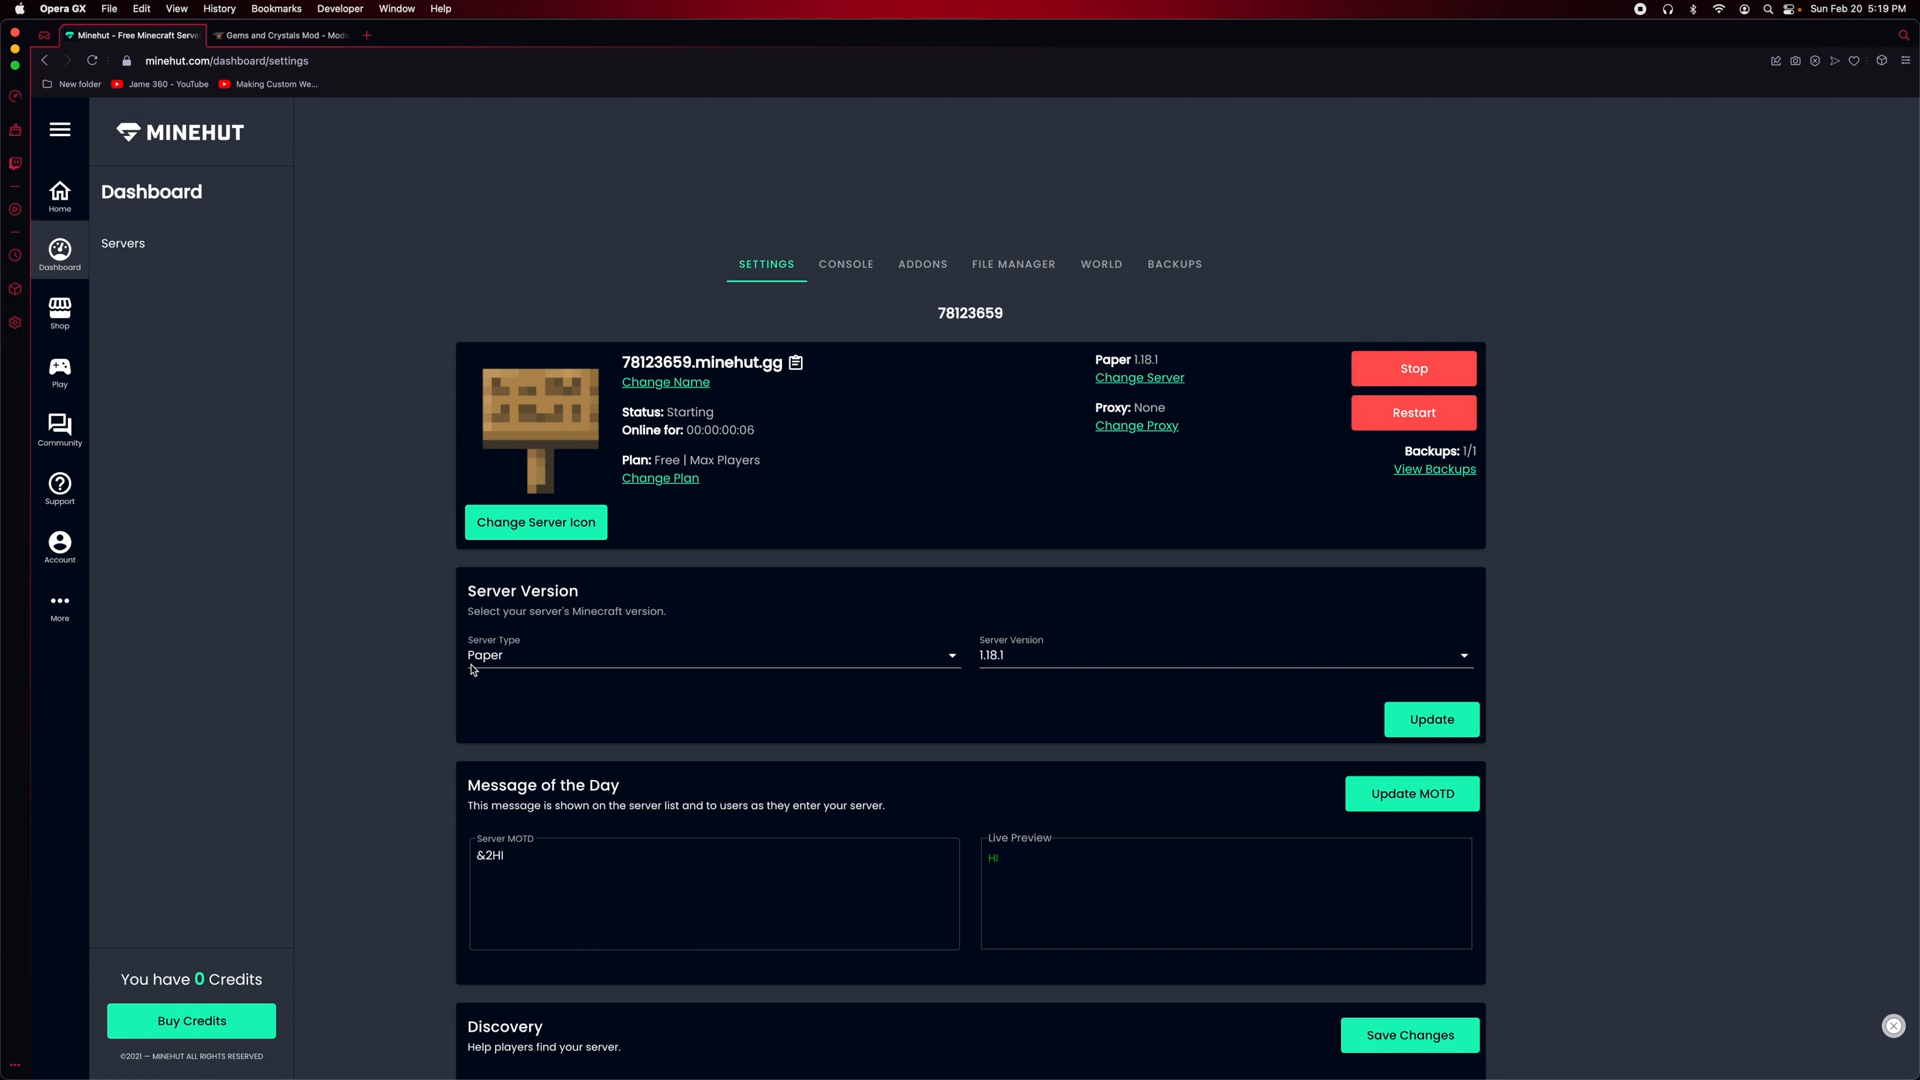 Opera GX File Edit View History Bookmarks Developer Window Help
Sun Feb 20 5:19 PM
Minehut - Free Minecraft Serve
Gems and Crystals Mod - Mods
minehut.com/dashboard/settings
New folder Jame 360 - YouTube Making Custom We...
MINEHUT
Home
Dashboard
Shop
Play
Community
Support
Account
More
Dashboard
Servers
SETTINGS CONSOLE ADDONS FILE MANAGER WORLD BACKUPS
78123659
78123659.minehut.gg
Change Name
Status: Starting
Online for: 00:00:00:06
Plan: Free | Max Players
Change Plan
Change Server Icon
Paper 1.18.1
Change Server
Proxy: None
Change Proxy
Stop
Restart
Backups: 1/1
View Backups
Server Version
Select your server's Minecraft version.
Server Type
Paper
Server Version
1.18.1
Update
Message of the Day
This message is shown on the server list and to users as they enter your server.
Update MOTD
Server MOTD
&2HI
Live Preview
HI
Discovery
Help players find your server.
Save Changes
You have 0 Credits
Buy Credits
©2021 — MINEHUT ALL RIGHTS RESERVED